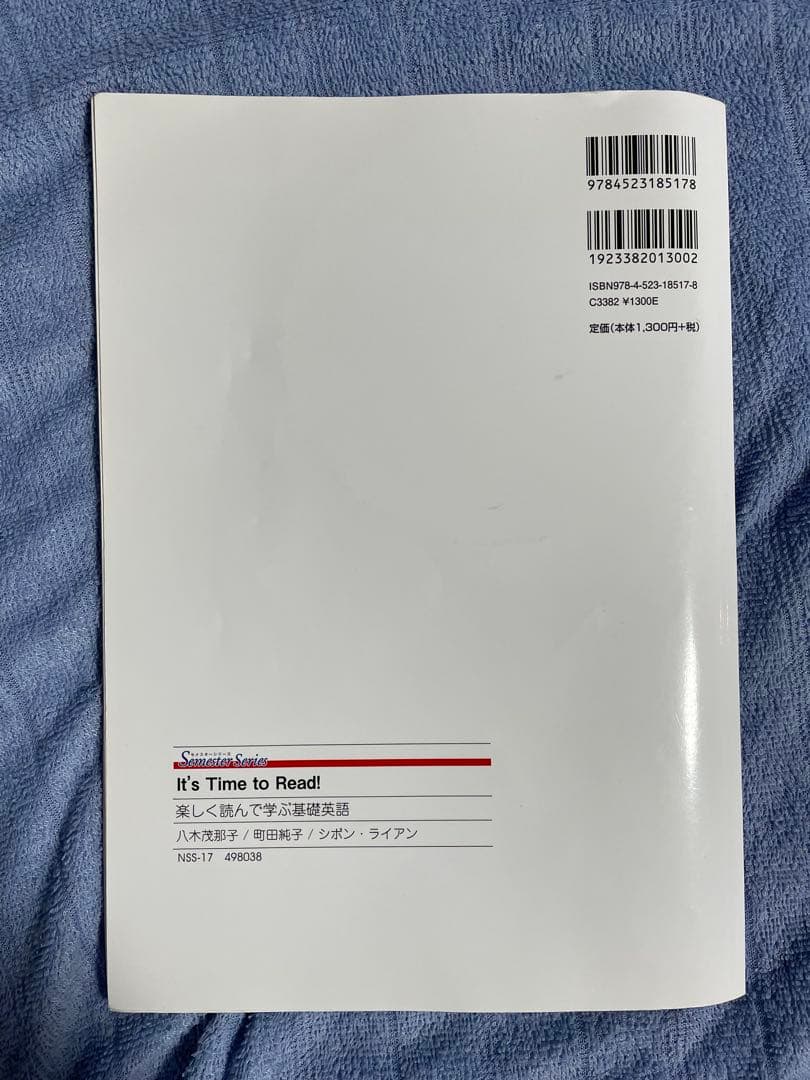 9784523185178
1923382013002
ISBN978-4-523-18517-8
C3382 ¥1300E
定価(本体1,300円+税)
セメスターシリーズ
Semester Series
It's Time to Read!
楽しく読んで学ぶ基礎英語
八木茂那子 / 町田純子 / シボン・ライアン
NSS-17 498038